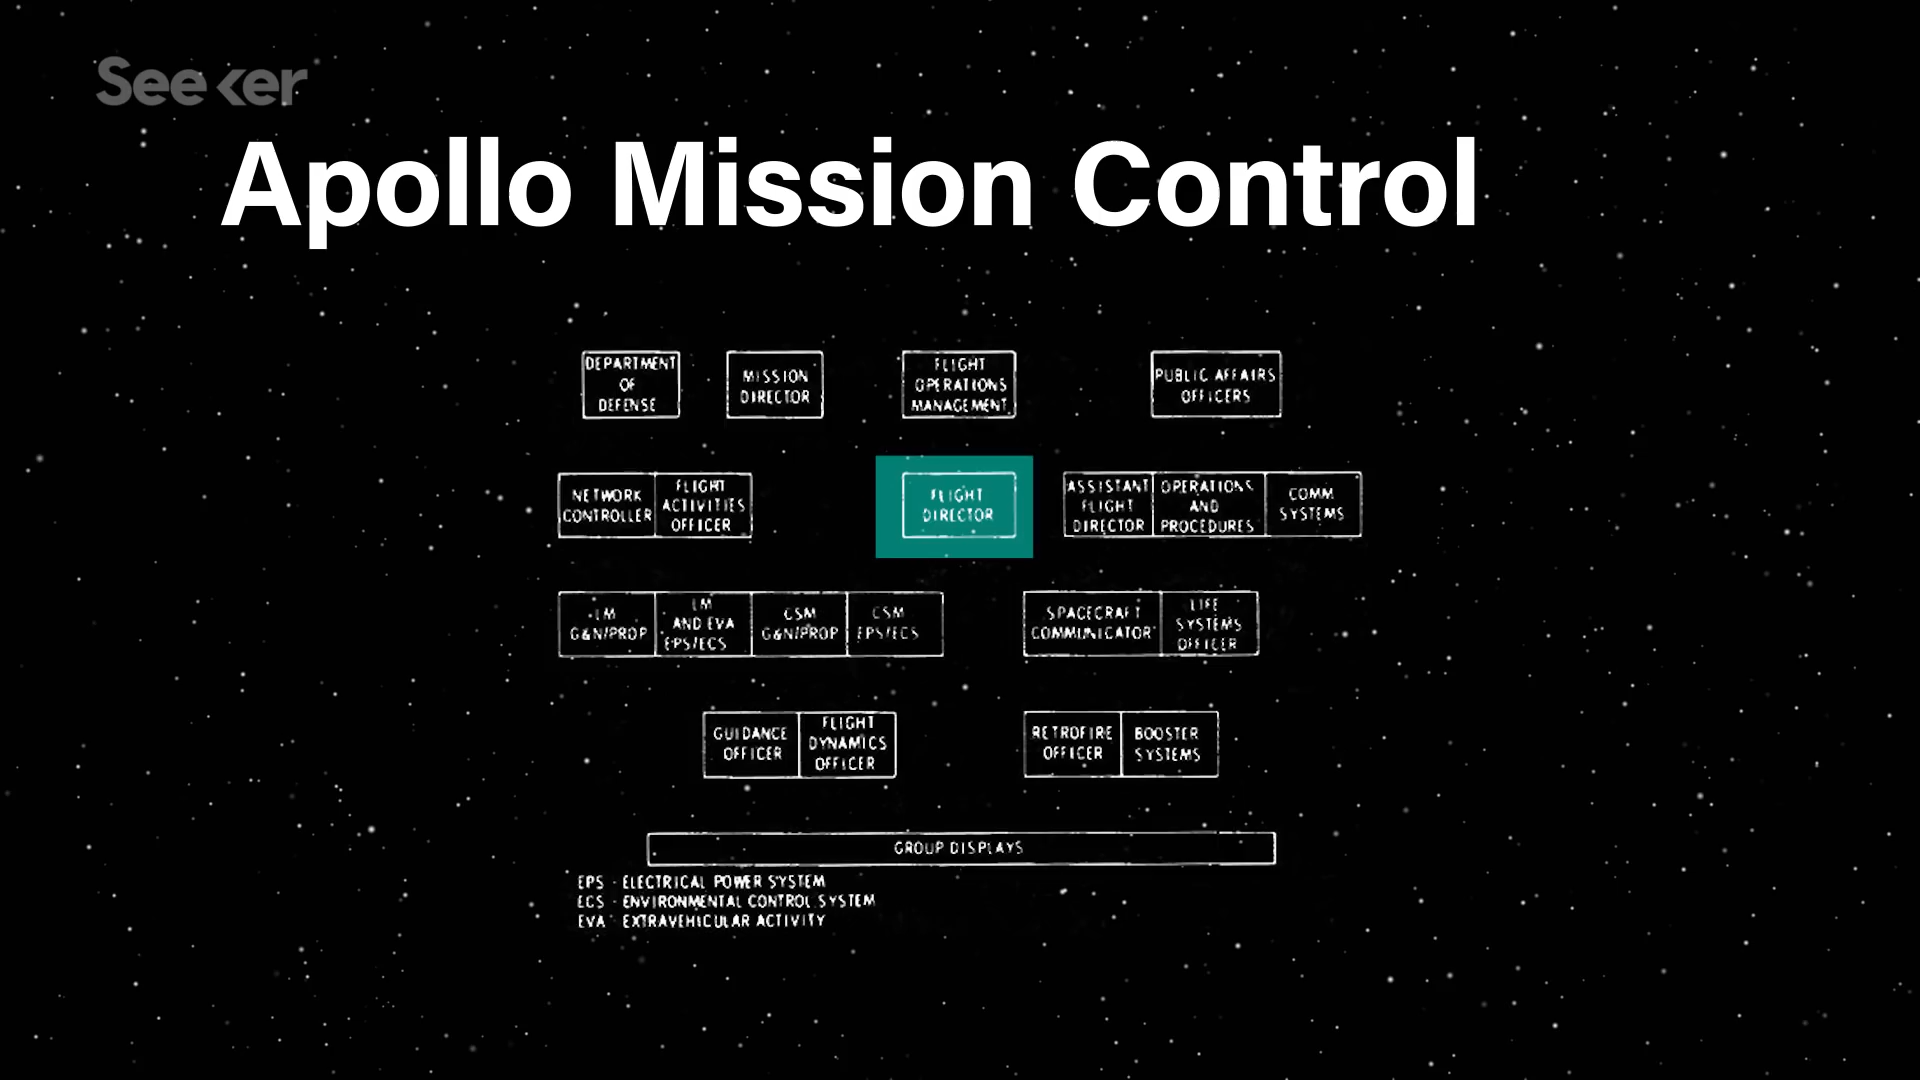 Seeker
Apollo Mission Control
DEPARTMENT
OF
DEFENSE
MISSION
DIRECTOR
FLIGHT
OPERATIONS
MANAGEMENT
PUBLIC AFFAIRS
OFFICERS
NETWORK
CONTROLLER
FLIGHT
ACTIVITIES
OFFICER
FLIGHT
DIRECTOR
ASSISTANT
FLIGHT
DIRECTOR
OPERATIONS
AND
PROCEDURES
COMM
SYSTEMS
LM
G&N/PROP
LM
AND EVA
EPS/ECS
CSM
G&N/PROP
CSM
EPS/ECS
SPACECRAFT
COMMUNICATOR
LIFE
SYSTEMS
OFFICER
GUIDANCE
OFFICER
FLIGHT
DYNAMICS
OFFICER
RETROFIRE
OFFICER
BOOSTER
SYSTEMS
GROUP DISPLAYS
EPS - ELECTRICAL POWER SYSTEM
ECS - ENVIRONMENTAL CONTROL SYSTEM
EVA - EXTRAVEHICULAR ACTIVITY